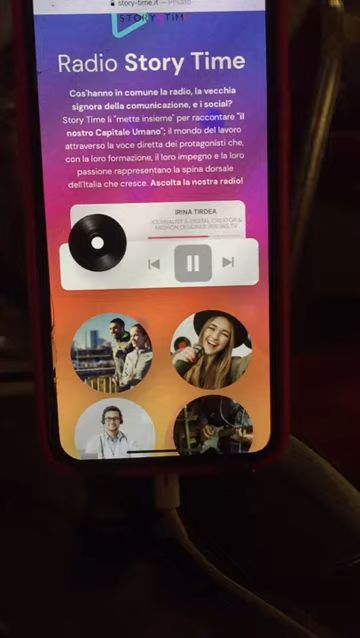 story-time.it — Private
STORY TIME
Radio Story Time
Cos'hanno in comune la radio, la vecchia
signora della comunicazione, e i social?
Story Time li "mette insieme" per raccontare "il
nostro Capitale Umano"; il mondo del lavoro
attraverso la voce diretta dei protagonisti che,
con la loro formazione, il loro impegno e la loro
passione rappresentano la spina dorsale
dell'Italia che cresce. Ascolta la nostra radio!
IRINA TIRDEA
JOURNALIST & DIGITAL CREATOR &
FASHION DESIGNER